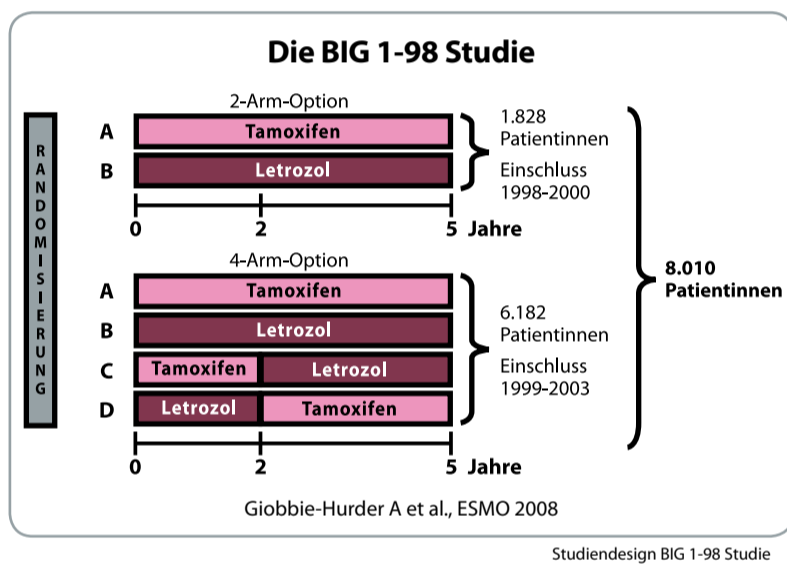 Die BIG 1-98 Studie
RANDOMISIERUNG
2-Arm-Option
A Tamoxifen
B Letrozol
0 2 5 Jahre
1.828
Patientinnen
Einschluss
1998-2000
4-Arm-Option
A Tamoxifen
B Letrozol
C Tamoxifen Letrozol
D Letrozol Tamoxifen
0 2 5 Jahre
6.182
Patientinnen
Einschluss
1999-2003
8.010
Patientinnen
Giobbie-Hurder A et al., ESMO 2008
Studiendesign BIG 1-98 Studie